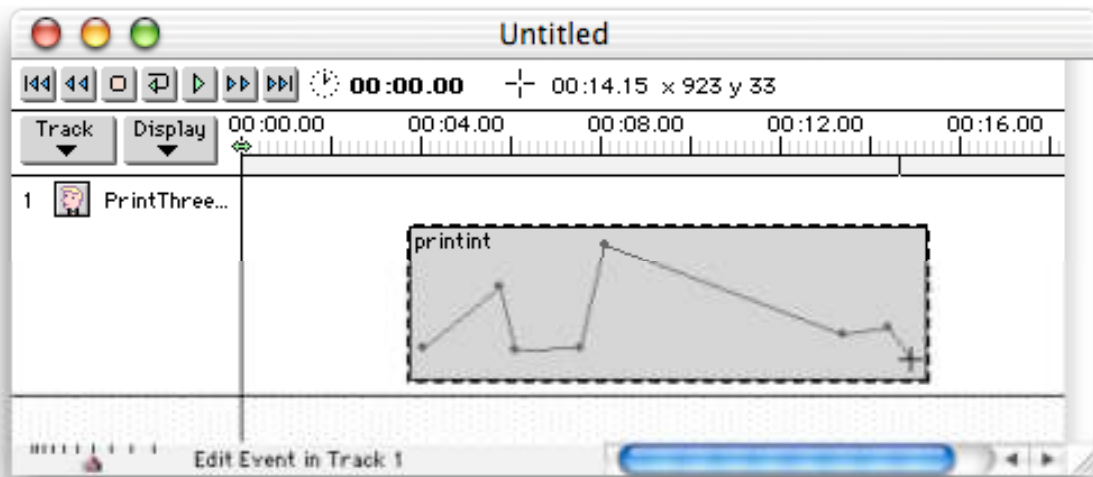 Untitled
00:00.00 00:14.15 x 923 y 33
Track Display 00:00.00 00:04.00 00:08.00 00:12.00 00:16.00
1 PrintThree...
printint
Edit Event in Track 1